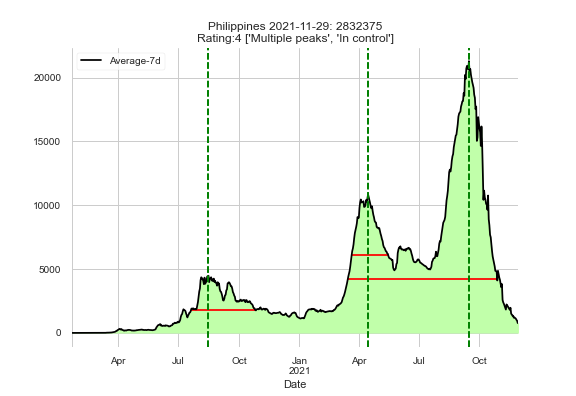 Philippines 2021-11-29: 2832375
Rating:4 ['Multiple peaks', 'In control']
Average-7d
20000
15000
10000
5000
0
Apr Jul Oct Jan Apr Jul Oct
2021
Date